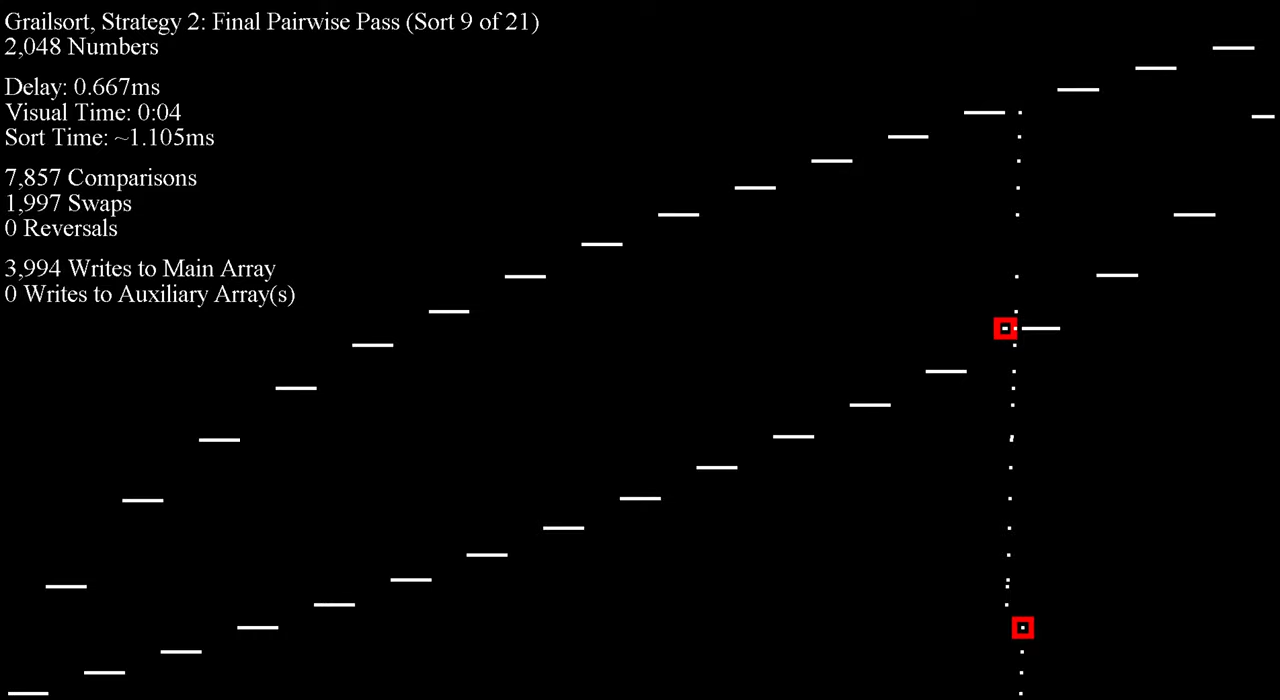 Grailsort, Strategy 2: Final Pairwise Pass (Sort 9 of 21)
2,048 Numbers
Delay: 0.667ms
Visual Time: 0:04
Sort Time: ~1.105ms
7,857 Comparisons
1,997 Swaps
0 Reversals
3,994 Writes to Main Array
0 Writes to Auxiliary Array(s)